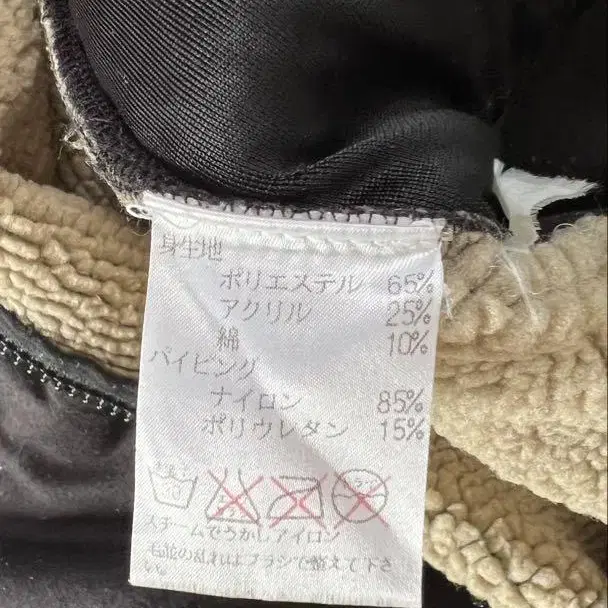 身生地
ポリエステル 65%
アクリル 25%
綿 10%
パイピング
ナイロン 85%
ポリウレタン 15%
スチームでうかしアイロン
毛並の乱れはブラシで整えて下さ
い。